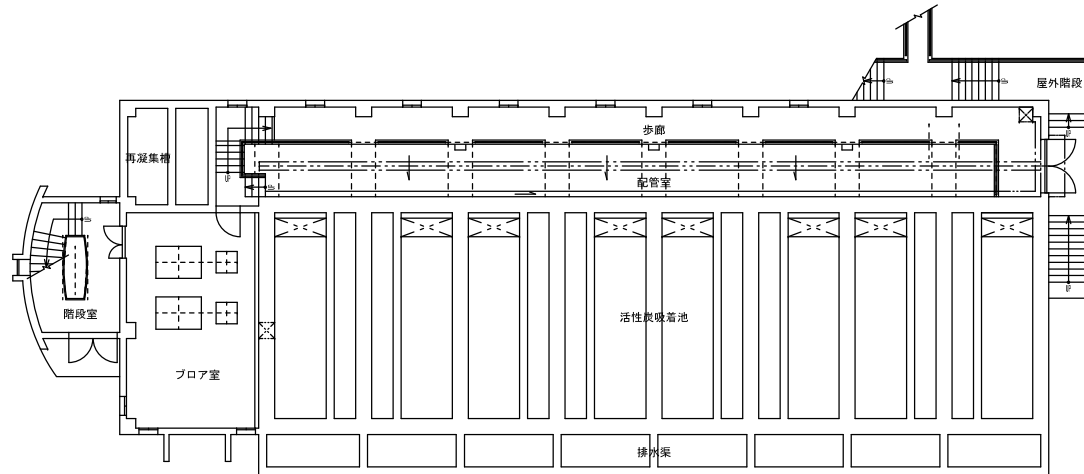 屋外階段
歩廊
再凝集槽
配管室
階段室
活性炭吸着池
ブロア室
排水渠